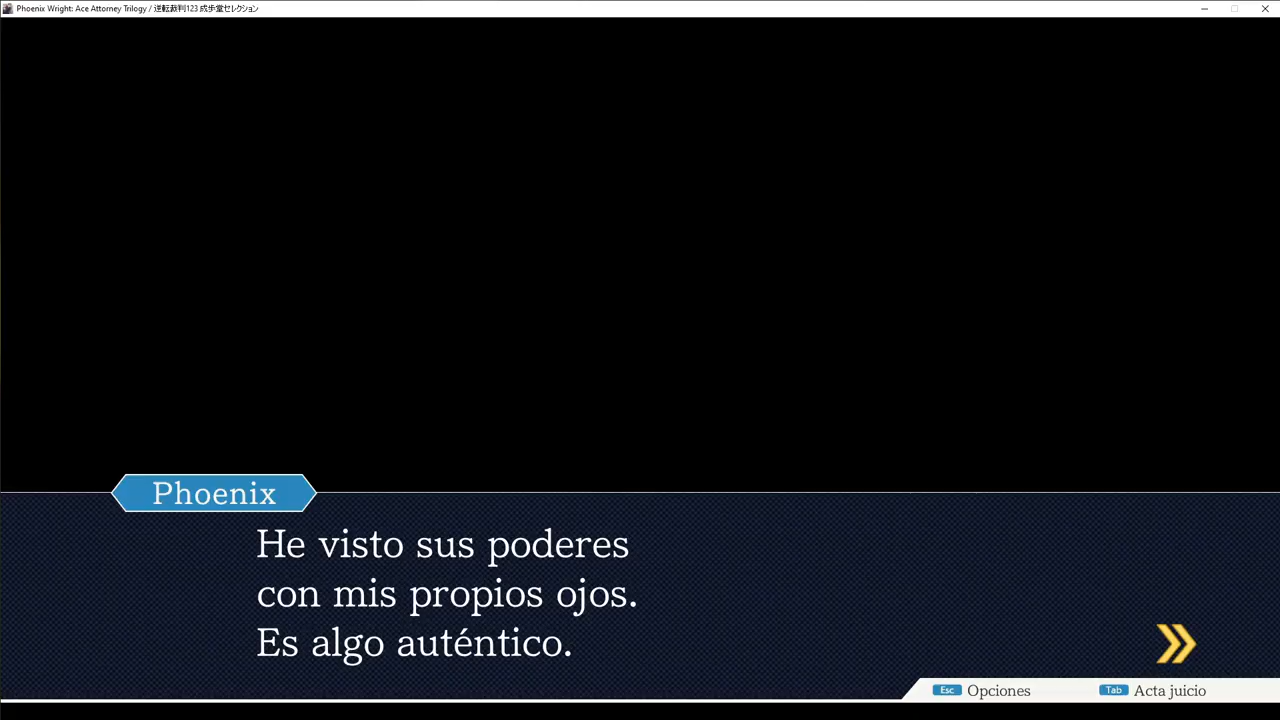 Phoenix Wright: Ace Attorney Trilogy / 逆転裁判123 成歩堂セレクション
Phoenix
He visto sus poderes
con mis propios ojos.
Es algo auténtico.
Esc Opciones
Tab Acta juicio